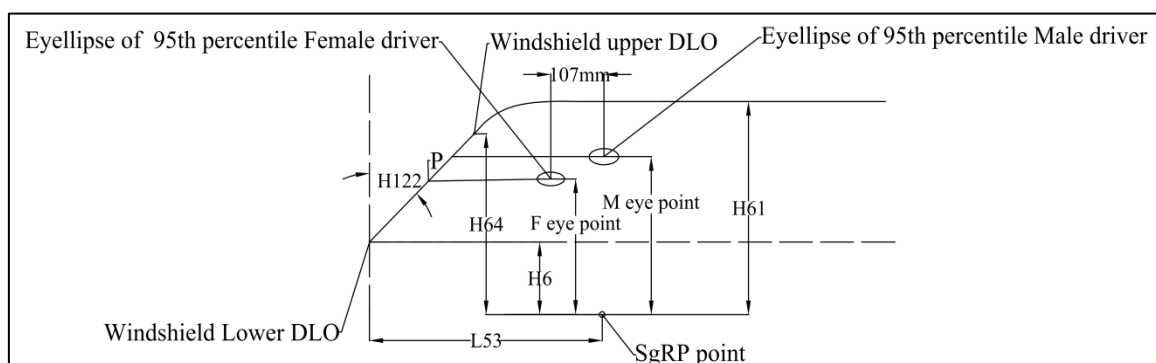 Eyellipse of 95th percentile Female driver
Windshield upper DLO
Eyellipse of 95th percentile Male driver
107mm
P
H122
H64
F eye point
M eye point
H61
H6
Windshield Lower DLO
L53
SgRP point